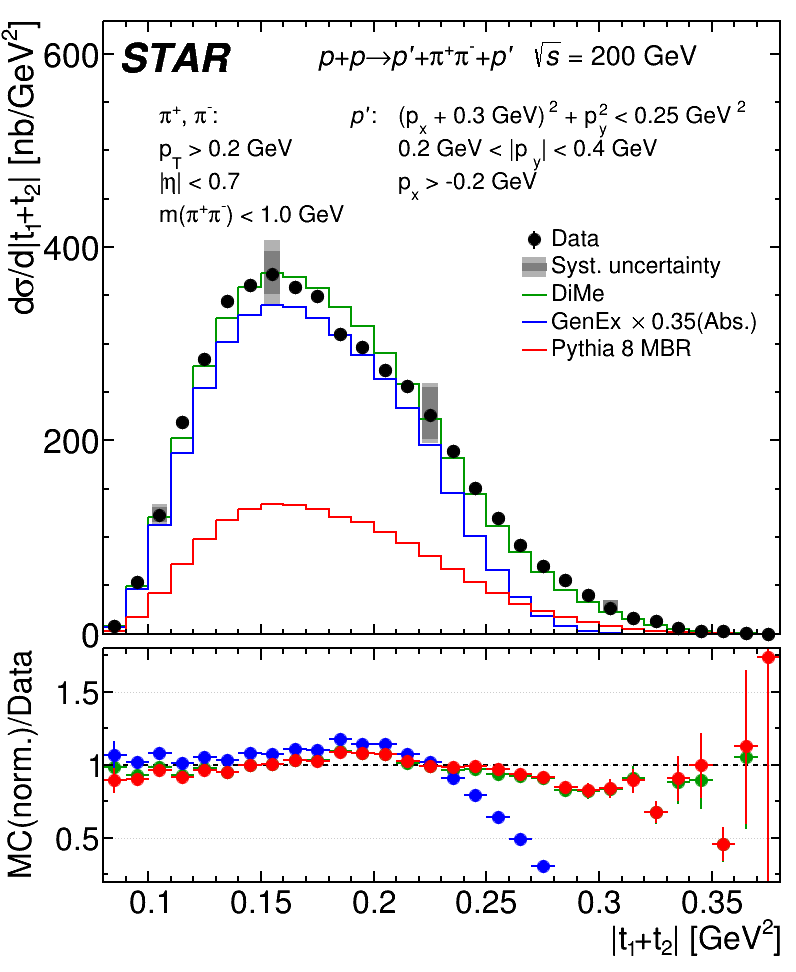 dσ/d|t₁+t₂| [nb/GeV²]
600
400
200
0
STAR p+p→p′+π⁺π⁻+p′ √s = 200 GeV
π⁺, π⁻: p′: (pₓ + 0.3 GeV)² + p_y² < 0.25 GeV²
p_T > 0.2 GeV 0.2 GeV < |p_y| < 0.4 GeV
|η| < 0.7 pₓ > -0.2 GeV
m(π⁺π⁻) < 1.0 GeV
Data
Syst. uncertainty
DiMe
GenEx × 0.35(Abs.)
Pythia 8 MBR
MC(norm.)/Data
1.5
1
0.5
0.1 0.15 0.2 0.25 0.3 0.35
|t₁+t₂| [GeV²]